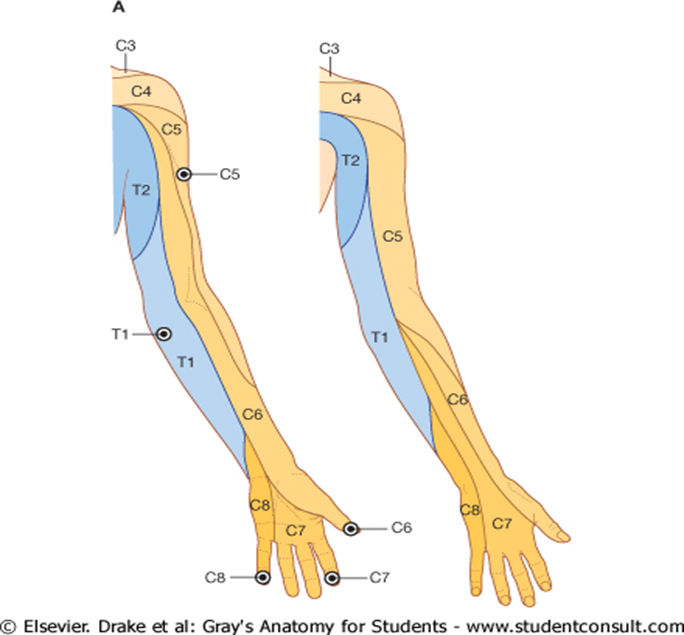 A
C3
C4
C5
C5
T2
T1
T1
C6
C8
C7
C6
C8
C7
C3
C4
T2
C5
T1
C6
C8
C7
© Elsevier. Drake et al: Gray's Anatomy for Students - www.studentconsult.com